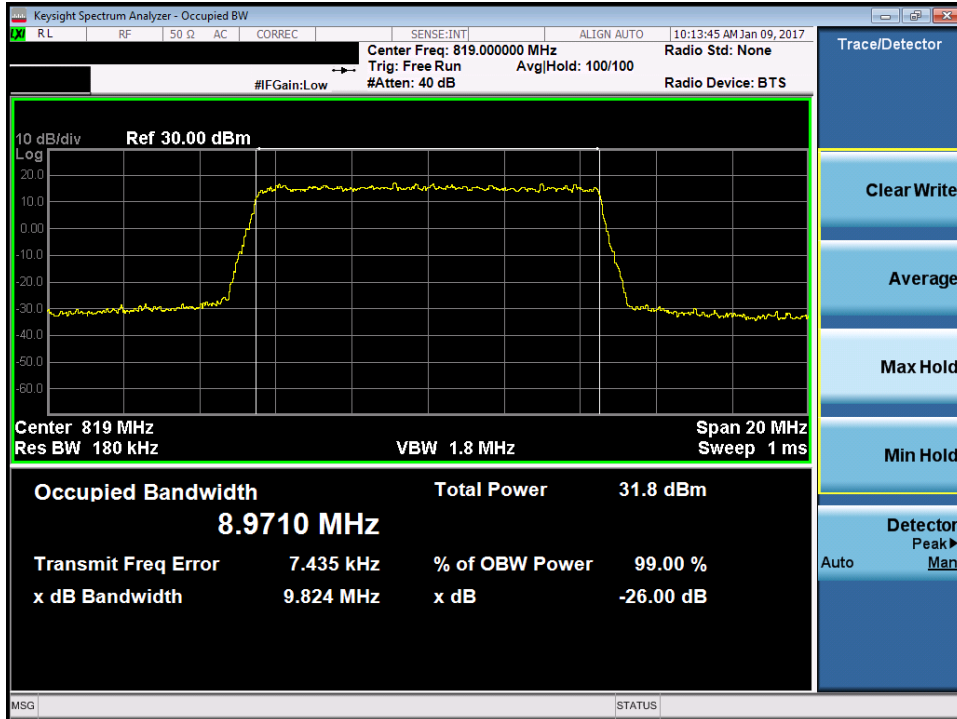 Keysight Spectrum Analyzer - Occupied BW
LXI RL RF 50 Ω AC CORREC SENSE:INT ALIGN AUTO 10:13:45 AM Jan 09, 2017
Center Freq: 819.000000 MHz Radio Std: None
Trig: Free Run Avg|Hold: 100/100
#IFGain:Low #Atten: 40 dB Radio Device: BTS
Trace/Detector
10 dB/div Ref 30.00 dBm
Log
20.0
10.0
0.00
-10.0
-20.0
-30.0
-40.0
-50.0
-60.0
Center 819 MHz Span 20 MHz
Res BW 180 kHz VBW 1.8 MHz Sweep 1 ms
Occupied Bandwidth Total Power 31.8 dBm
8.9710 MHz
Transmit Freq Error 7.435 kHz % of OBW Power 99.00 %
x dB Bandwidth 9.824 MHz x dB -26.00 dB
Clear Write
Average
Max Hold
Min Hold
Detector
Peak▶
Auto Man
MSG STATUS